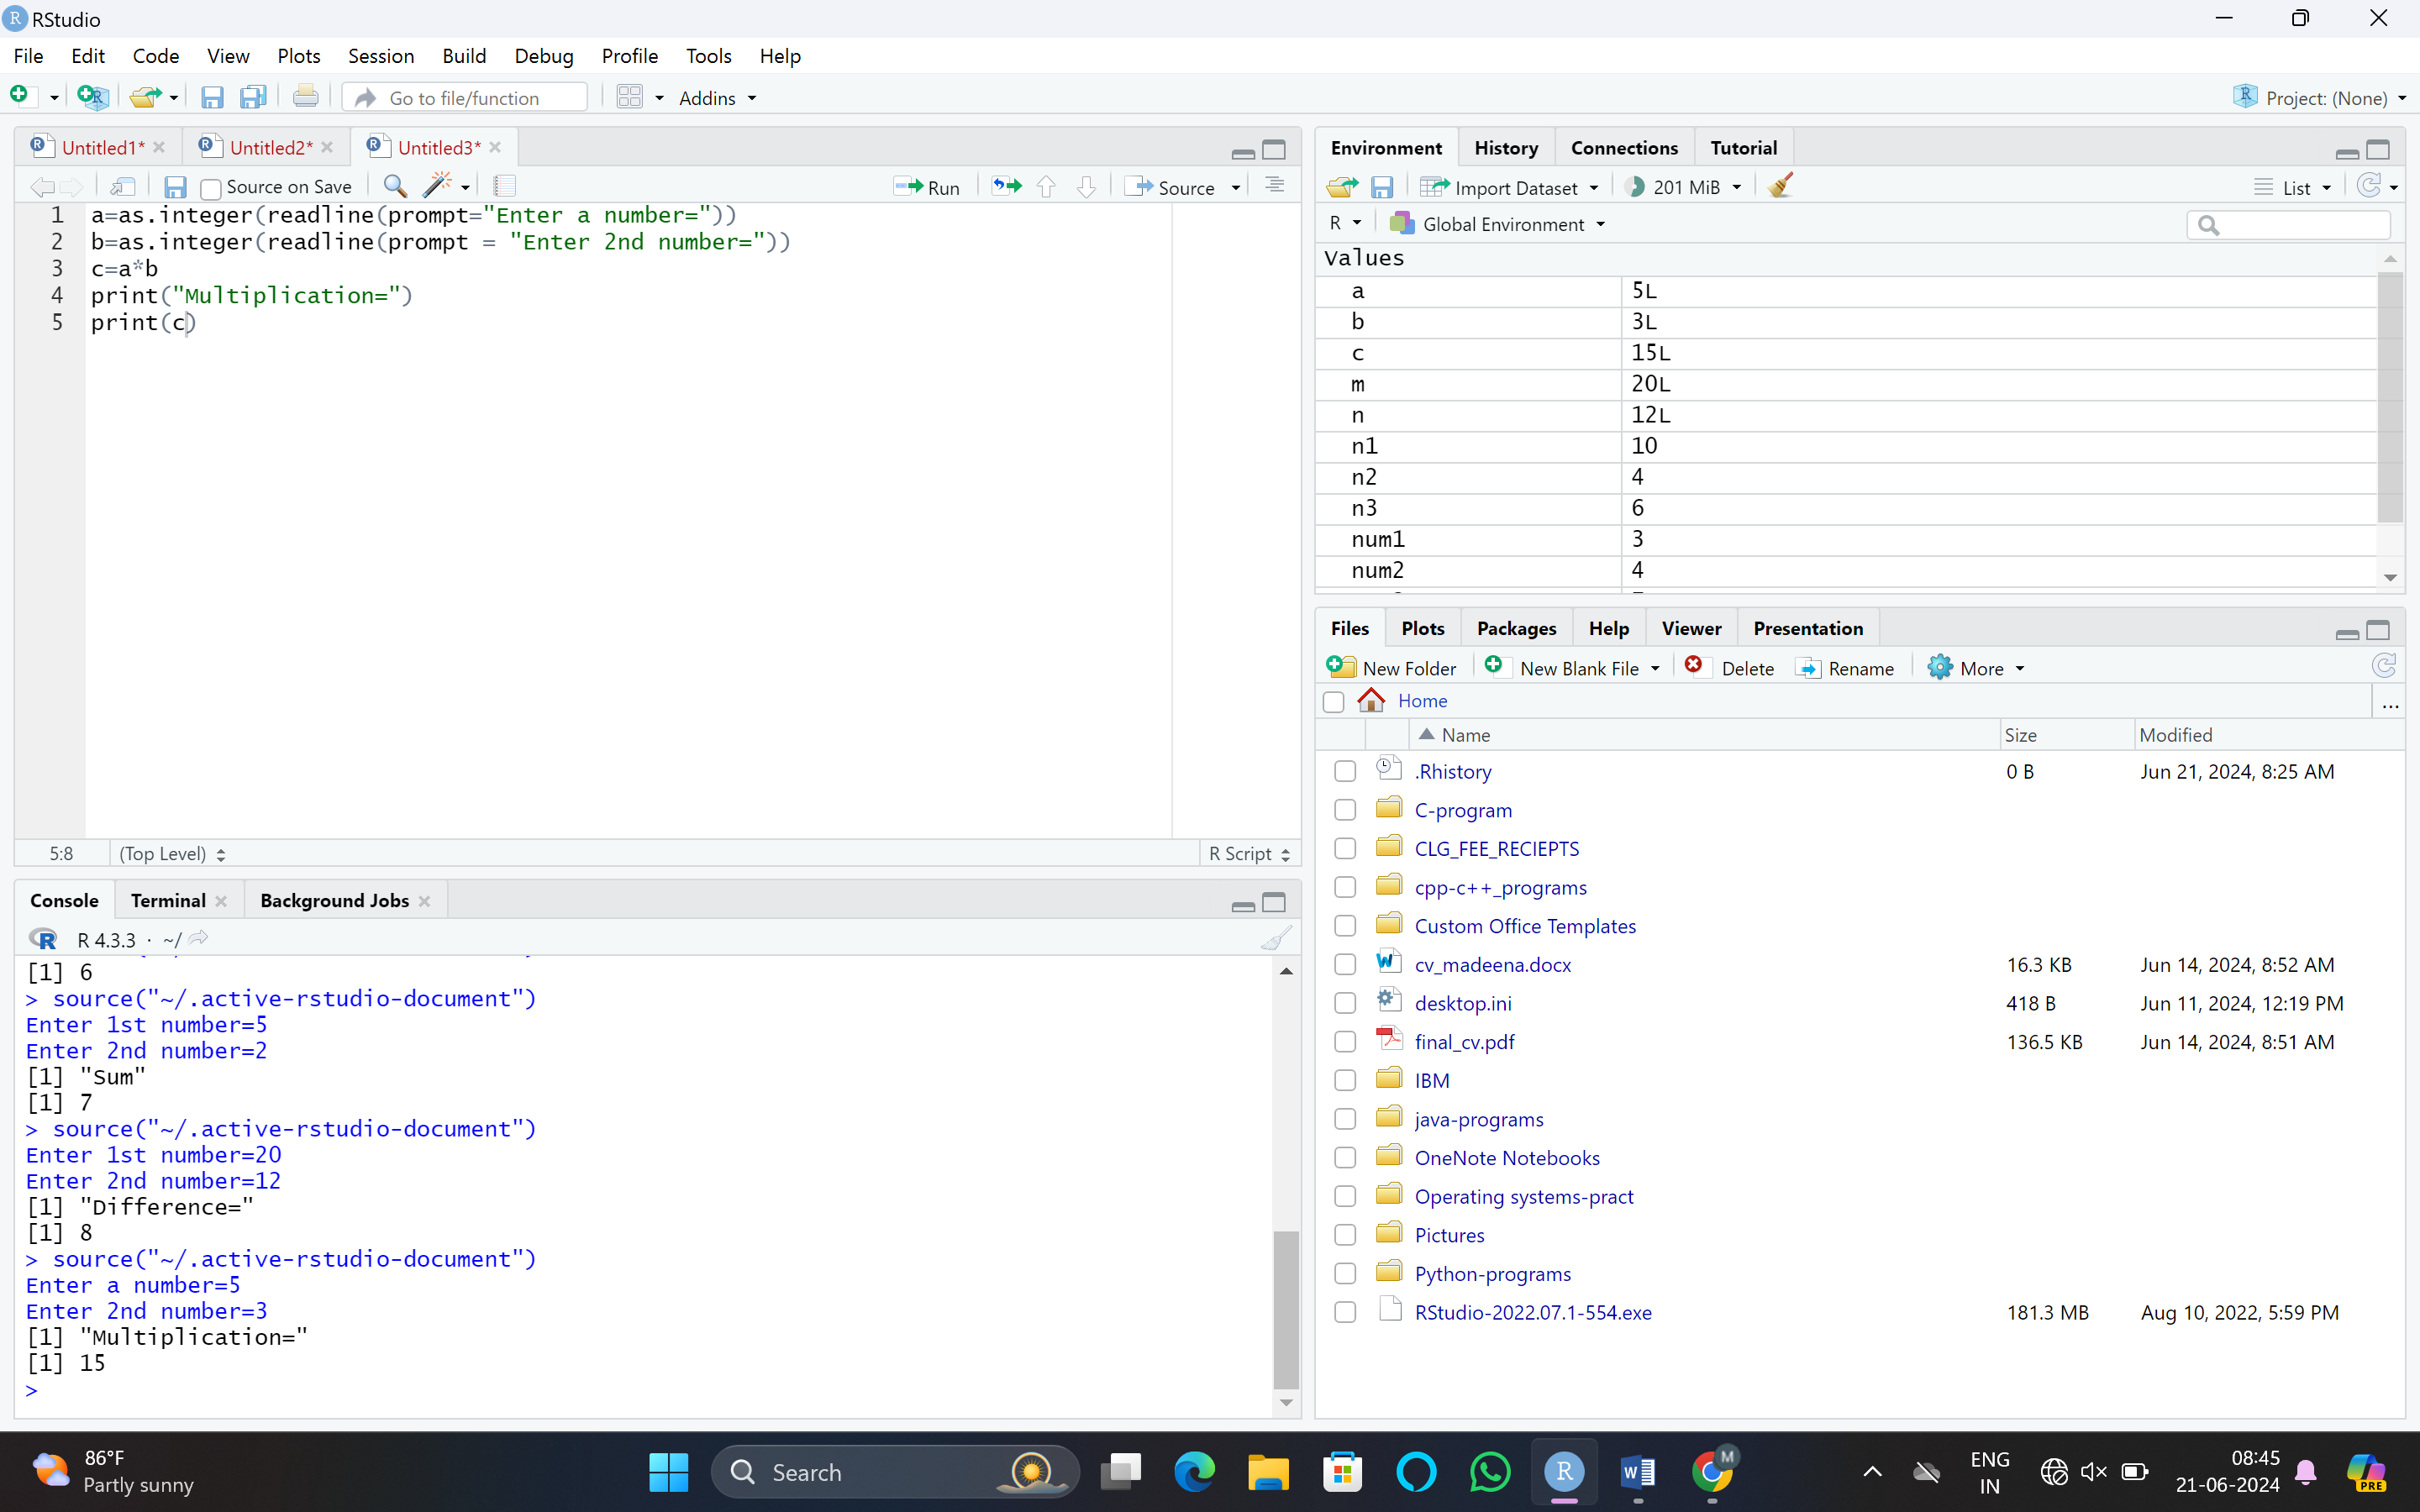 RStudio
File Edit Code View Plots Session Build Debug Profile Tools Help
Go to file/function Addins Project: (None)
Untitled1* Untitled2* Untitled3*
Source on Save Run Source
1 a=as.integer(readline(prompt="Enter a number="))
2 b=as.integer(readline(prompt = "Enter 2nd number="))
3 c=a*b
4 print("Multiplication=")
5 print(c)
5:8 (Top Level) R Script
Console Terminal Background Jobs
R 4.3.3 · ~/
[1] 6
> source("~/.active-rstudio-document")
Enter 1st number=5
Enter 2nd number=2
[1] "Sum"
[1] 7
> source("~/.active-rstudio-document")
Enter 1st number=20
Enter 2nd number=12
[1] "Difference="
[1] 8
> source("~/.active-rstudio-document")
Enter a number=5
Enter 2nd number=3
[1] "Multiplication="
[1] 15
>
Environment History Connections Tutorial
Import Dataset 201 MiB List
R Global Environment
Values
a 5L
b 3L
c 15L
m 20L
n 12L
n1 10
n2 4
n3 6
num1 3
num2 4
Files Plots Packages Help Viewer Presentation
New Folder New Blank File Delete Rename More
Home ...
Name Size Modified
.Rhistory 0 B Jun 21, 2024, 8:25 AM
C-program
CLG_FEE_RECIEPTS
cpp-c++_programs
Custom Office Templates
cv_madeena.docx 16.3 KB Jun 14, 2024, 8:52 AM
desktop.ini 418 B Jun 11, 2024, 12:19 PM
final_cv.pdf 136.5 KB Jun 14, 2024, 8:51 AM
IBM
java-programs
OneNote Notebooks
Operating systems-pract
Pictures
Python-programs
RStudio-2022.07.1-554.exe 181.3 MB Aug 10, 2022, 5:59 PM
86°F
Partly sunny
Search
M
PRE
ENG
IN
08:45
21-06-2024